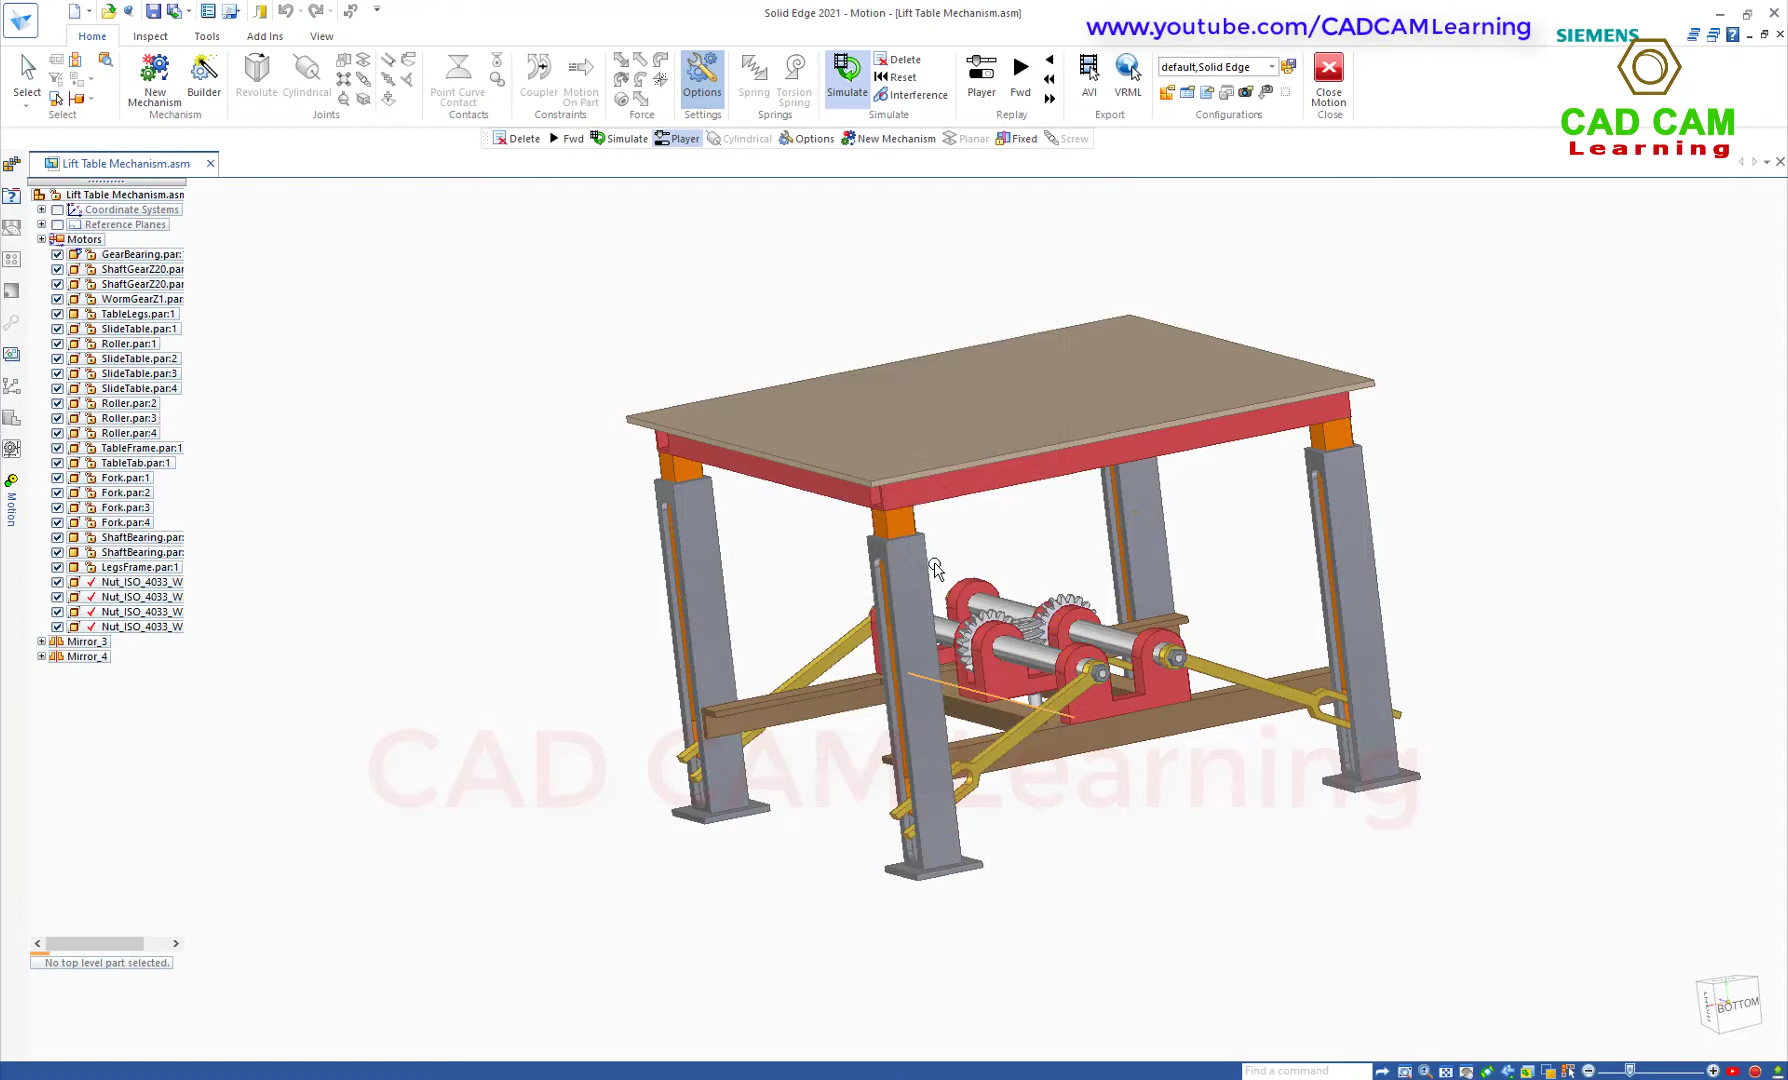 Solid Edge 2021 - Motion - [Lift Table Mechanism.asm]
www.youtube.com/CADCAMLearning
SIEMENS
Home
Inspect
Tools
Add Ins
View
Select
New
Mechanism
Builder
Revolute
Cylindrical
Point Curve
Contact
Coupler
Motion
On Part
Options
Spring
Torsion
Spring
Simulate
Delete
Reset
Interference
Player
Fwd
AVI
VRML
default,Solid Edge
Close
Motion
Select
Mechanism
Joints
Contacts
Constraints
Force
Settings
Springs
Simulate
Replay
Export
Configurations
Close
CAD CAM
Learning
Delete
Fwd
Simulate
Player
Cylindrical
Options
New Mechanism
Planar
Fixed
Screw
Lift Table Mechanism.asm
Lift Table Mechanism.asm
Coordinate Systems
Reference Planes
Motors
GearBearing.par:
ShaftGearZ20.par
ShaftGearZ20.par
WormGearZ1.par:
TableLegs.par:1
SlideTable.par:1
Roller.par:1
SlideTable.par:2
SlideTable.par:3
SlideTable.par:4
Roller.par:2
Roller.par:3
Roller.par:4
TableFrame.par:1
TableTab.par:1
Fork.par:1
Fork.par:2
Fork.par:3
Fork.par:4
ShaftBearing.par:
ShaftBearing.par:
LegsFrame.par:1
Nut_ISO_4033_W
Nut_ISO_4033_W
Nut_ISO_4033_W
Nut_ISO_4033_W
Mirror_3
Mirror_4
Motion
CAD CAM Learning
No top level part selected.
BOTTOM
Find a command